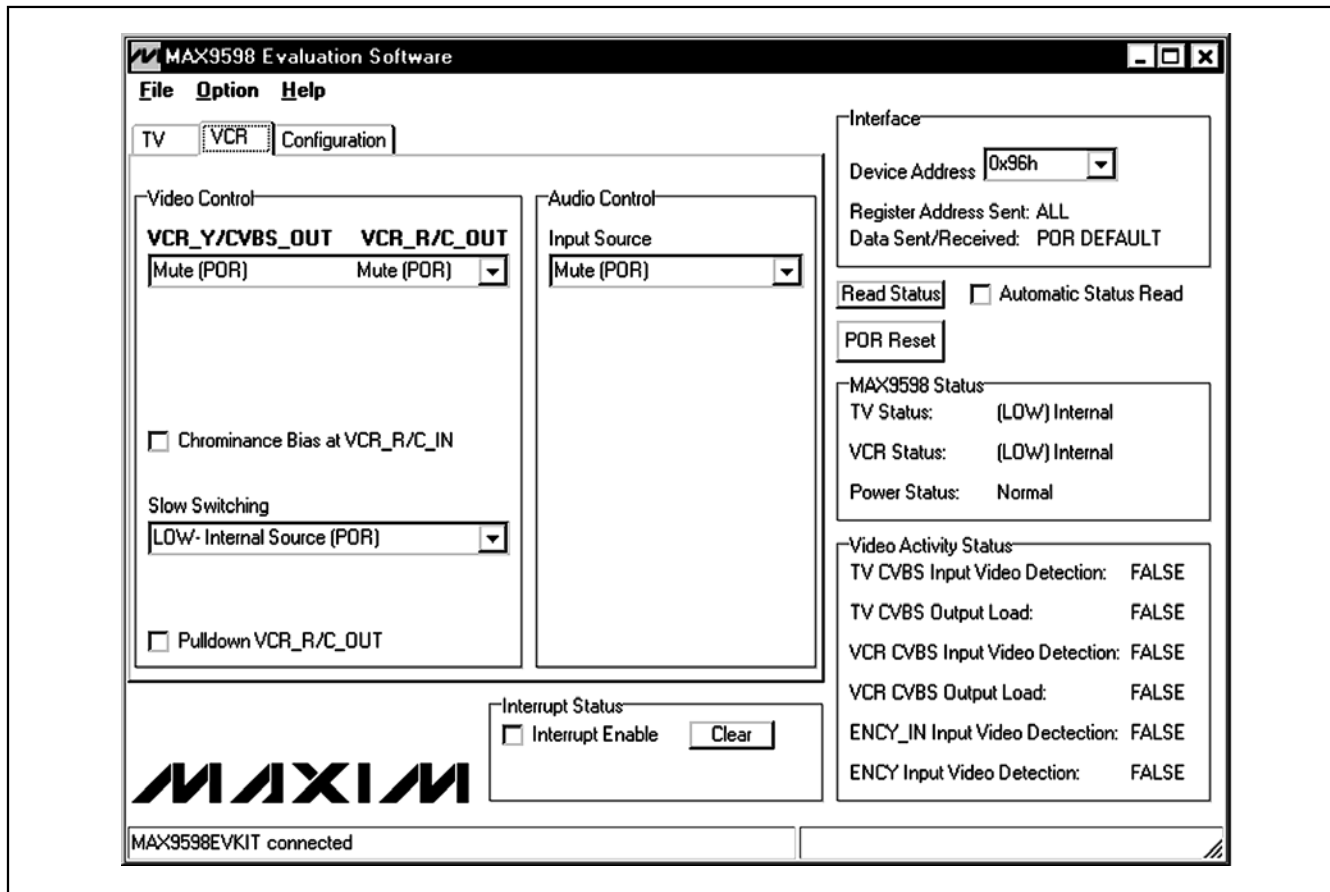 MAX9598 Evaluation Software
File Option Help
TV VCR Configuration
Video Control
VCR_Y/CVBS_OUT VCR_R/C_OUT
Mute (POR) Mute (POR)
Chrominance Bias at VCR_R/C_IN
Slow Switching
LOW- Internal Source (POR)
Pulldown VCR_R/C_OUT
Audio Control
Input Source
Mute (POR)
Interface
Device Address 0x96h
Register Address Sent: ALL
Data Sent/Received: POR DEFAULT
Read Status Automatic Status Read
POR Reset
MAX9598 Status
TV Status: (LOW) Internal
VCR Status: (LOW) Internal
Power Status: Normal
Video Activity Status
TV CVBS Input Video Detection: FALSE
TV CVBS Output Load: FALSE
VCR CVBS Input Video Detection: FALSE
VCR CVBS Output Load: FALSE
ENCY_IN Input Video Dectection: FALSE
ENCY Input Video Detection: FALSE
Interrupt Status
Interrupt Enable Clear
MAXIM
MAX9598EVKIT connected